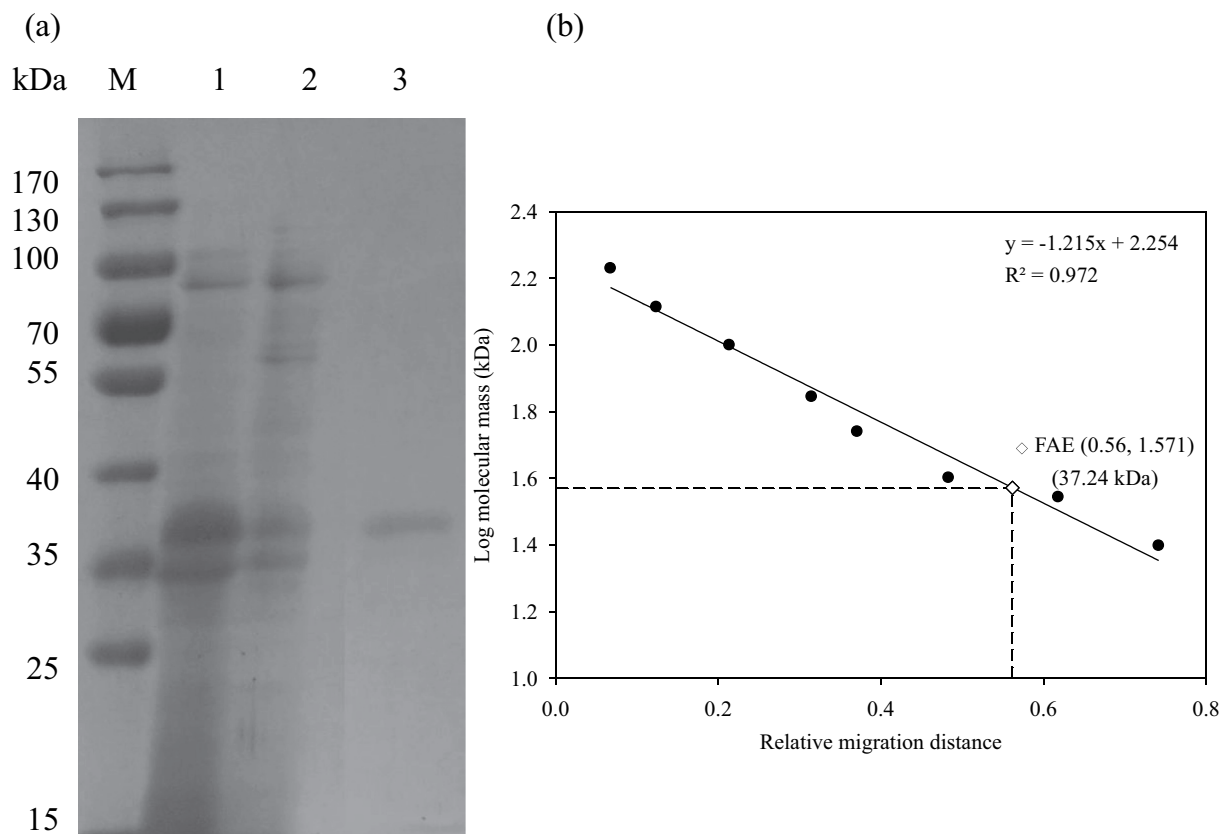 (a)
kDa M 1 2 3
170
130
100
70
55
40
35
25
15
(b)
2.4
2.2
2.0
1.8
1.6
1.4
1.2
1.0
Log molecular mass (kDa)
y = -1.215x + 2.254
R² = 0.972
FAE (0.56, 1.571)
(37.24 kDa)
0.0 0.2 0.4 0.6 0.8
Relative migration distance